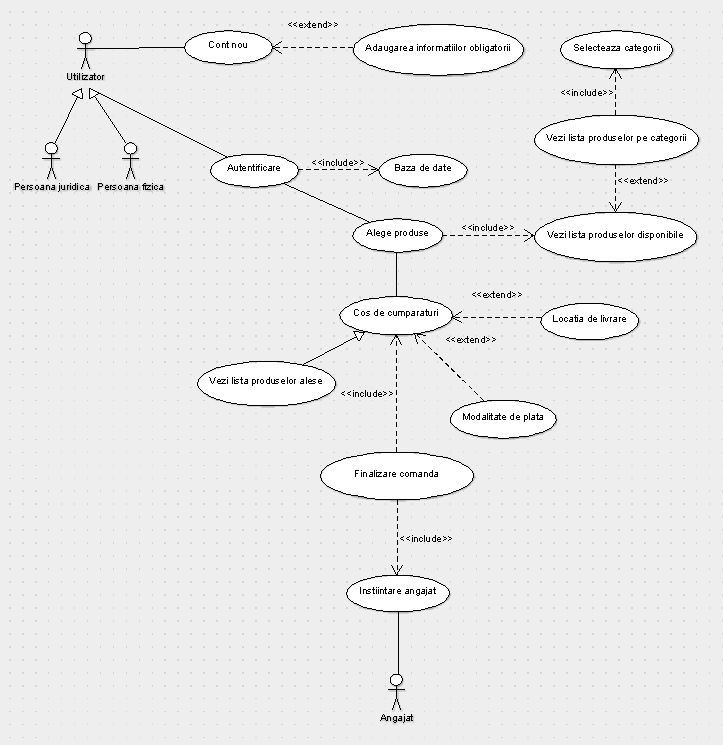 <<extend>>
Cont nou
Adaugarea informatiilor obligatorii
Selecteaza categorii
Utilizator
<<include>>
Vezi lista produselor pe categorii
<<include>>
Autentificare
Baza de date
<<extend>>
Persoana juridica
Persoana fizica
Alege produse
<<include>>
Vezi lista produselor disponibile
<<extend>>
Cos de cumparaturi
Locatia de livrare
<<extend>>
Vezi lista produselor alese
<<include>>
Modalitate de plata
Finalizare comanda
<<include>>
Instiintare angajat
Angajat